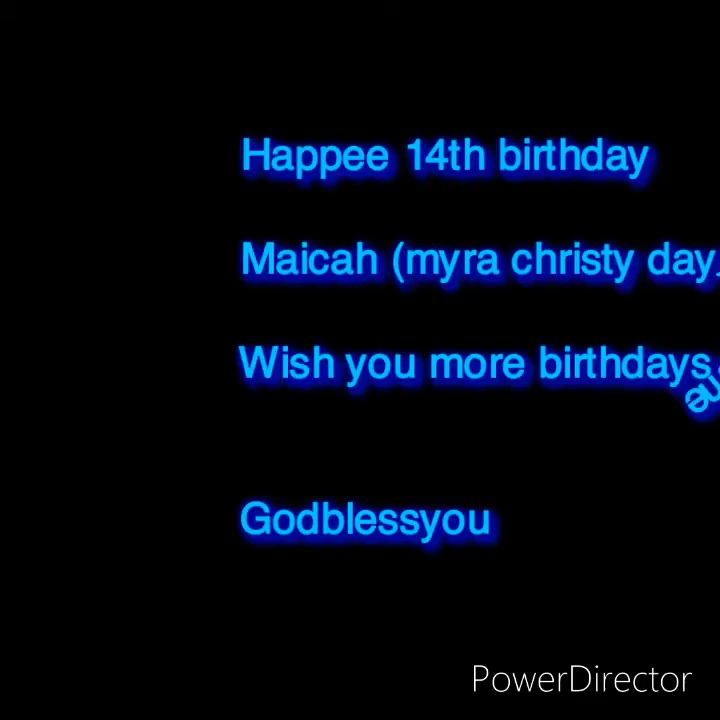 Happee 14th birthday
Maicah (myra christy day
Wish you more birthdays
Godblessyou
PowerDirector